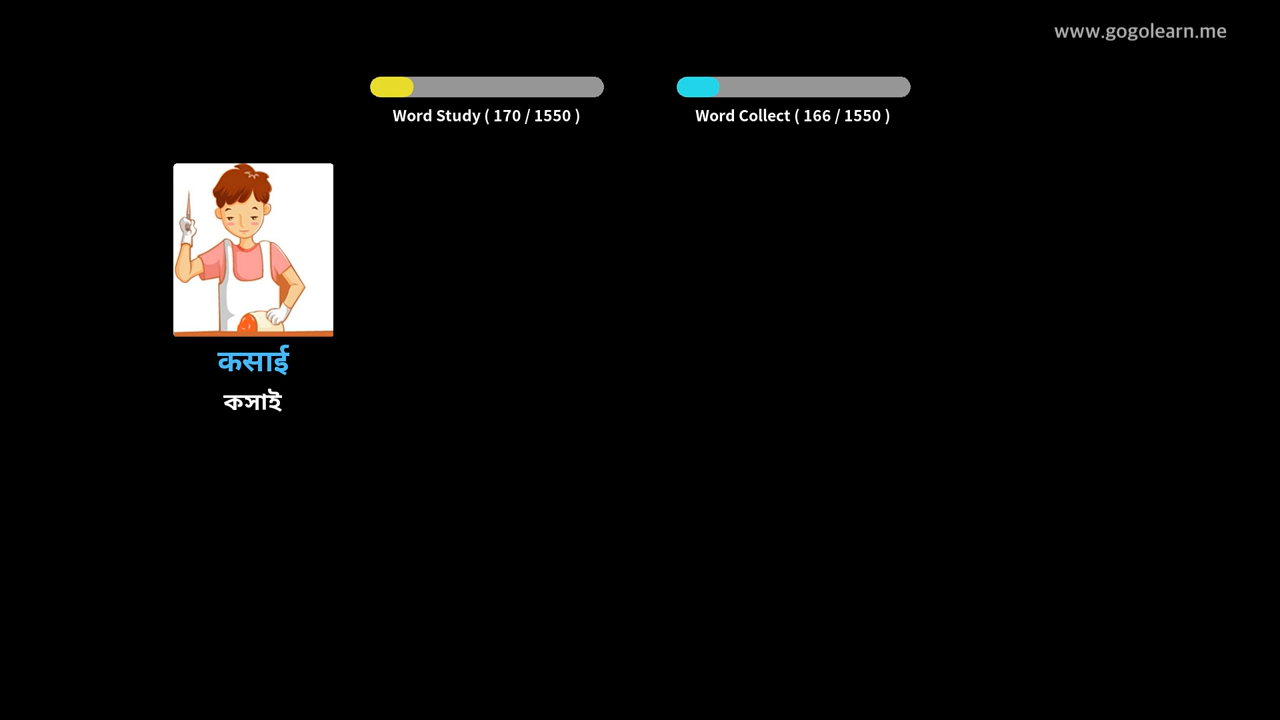 www.gogolearn.me
Word Study ( 170 / 1550 )
Word Collect ( 166 / 1550 )
कसाई
কসাই